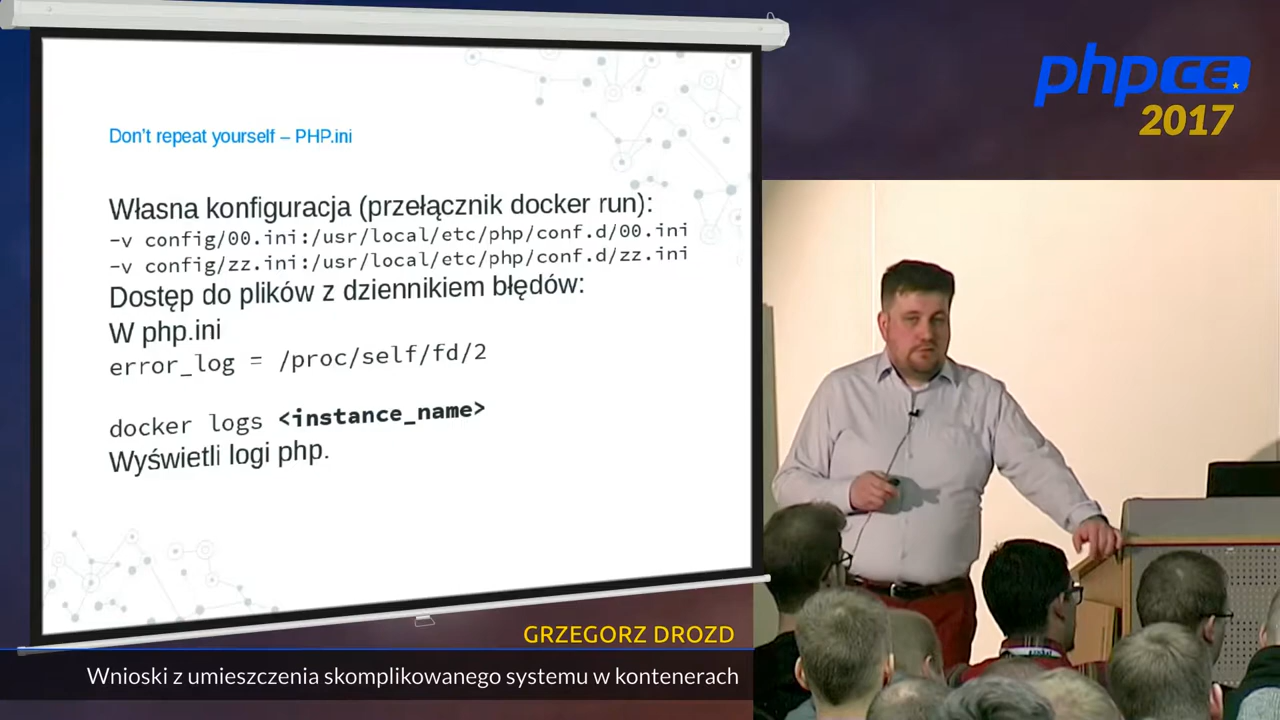 Don't repeat yourself – PHP.ini
Własna konfiguracja (przełącznik docker run):
-v config/00.ini:/usr/local/etc/php/conf.d/00.ini
-v config/zz.ini:/usr/local/etc/php/conf.d/zz.ini
Dostęp do plików z dziennikiem błędów:
W php.ini
error_log = /proc/self/fd/2
docker logs <instance_name>
Wyświetli logi php.
phpCE
2017
GRZEGORZ DROZD
Wnioski z umieszczenia skomplikowanego systemu w kontenerach